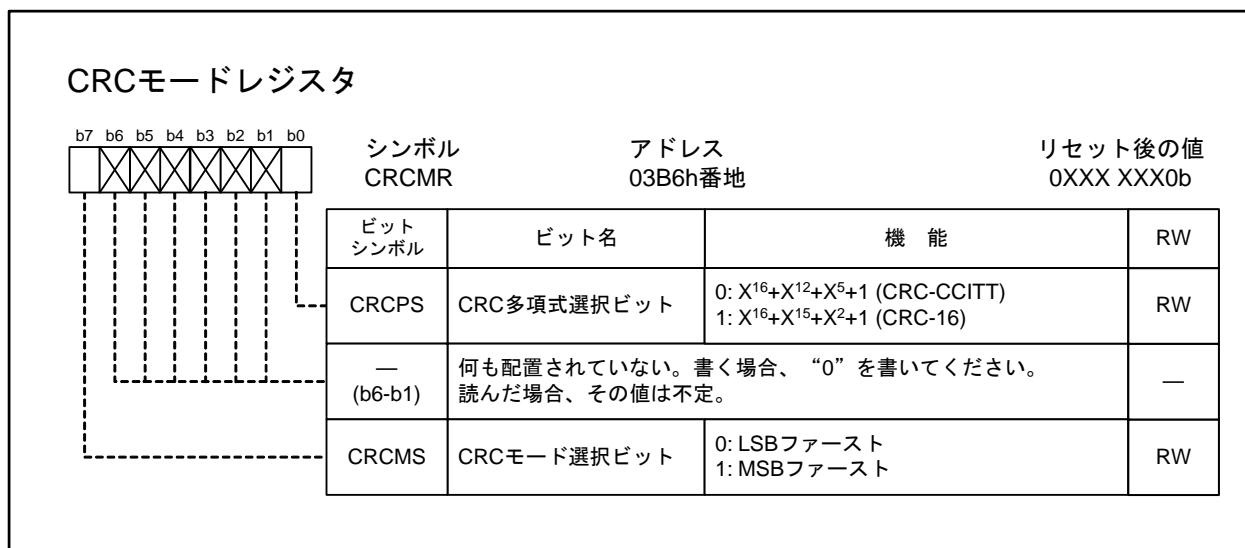 CRCモードレジスタ
b7 b6 b5 b4 b3 b2 b1 b0
シンボル アドレス リセット後の値
CRCMR 03B6h番地 0XXX XXX0b
ビット
シンボル ビット名 機 能 RW
CRCPS CRC多項式選択ビット 0: X¹⁶+X¹²+X⁵+1 (CRC-CCITT)
1: X¹⁶+X¹⁵+X²+1 (CRC-16) RW
—
(b6-b1) 何も配置されていない。書く場合、“0”を書いてください。
読んだ場合、その値は不定。 —
CRCMS CRCモード選択ビット 0: LSBファースト
1: MSBファースト RW